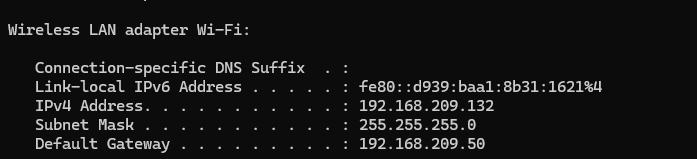 Wireless LAN adapter Wi-Fi:
Connection-specific DNS Suffix  . :
Link-local IPv6 Address . . . . . : fe80::d939:baa1:8b31:1621%4
IPv4 Address. . . . . . . . . . . : 192.168.209.132
Subnet Mask . . . . . . . . . . . : 255.255.255.0
Default Gateway . . . . . . . . . : 192.168.209.50